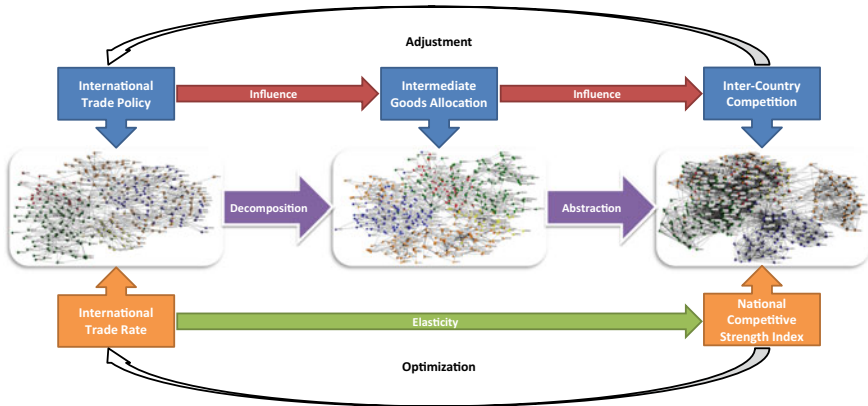 Adjustment
International
Trade Policy
Influence
Intermediate
Goods Allocation
Influence
Inter-Country
Competition
Decomposition
Abstraction
International
Trade Rate
Elasticity
National
Competitive
Strength Index
Optimization